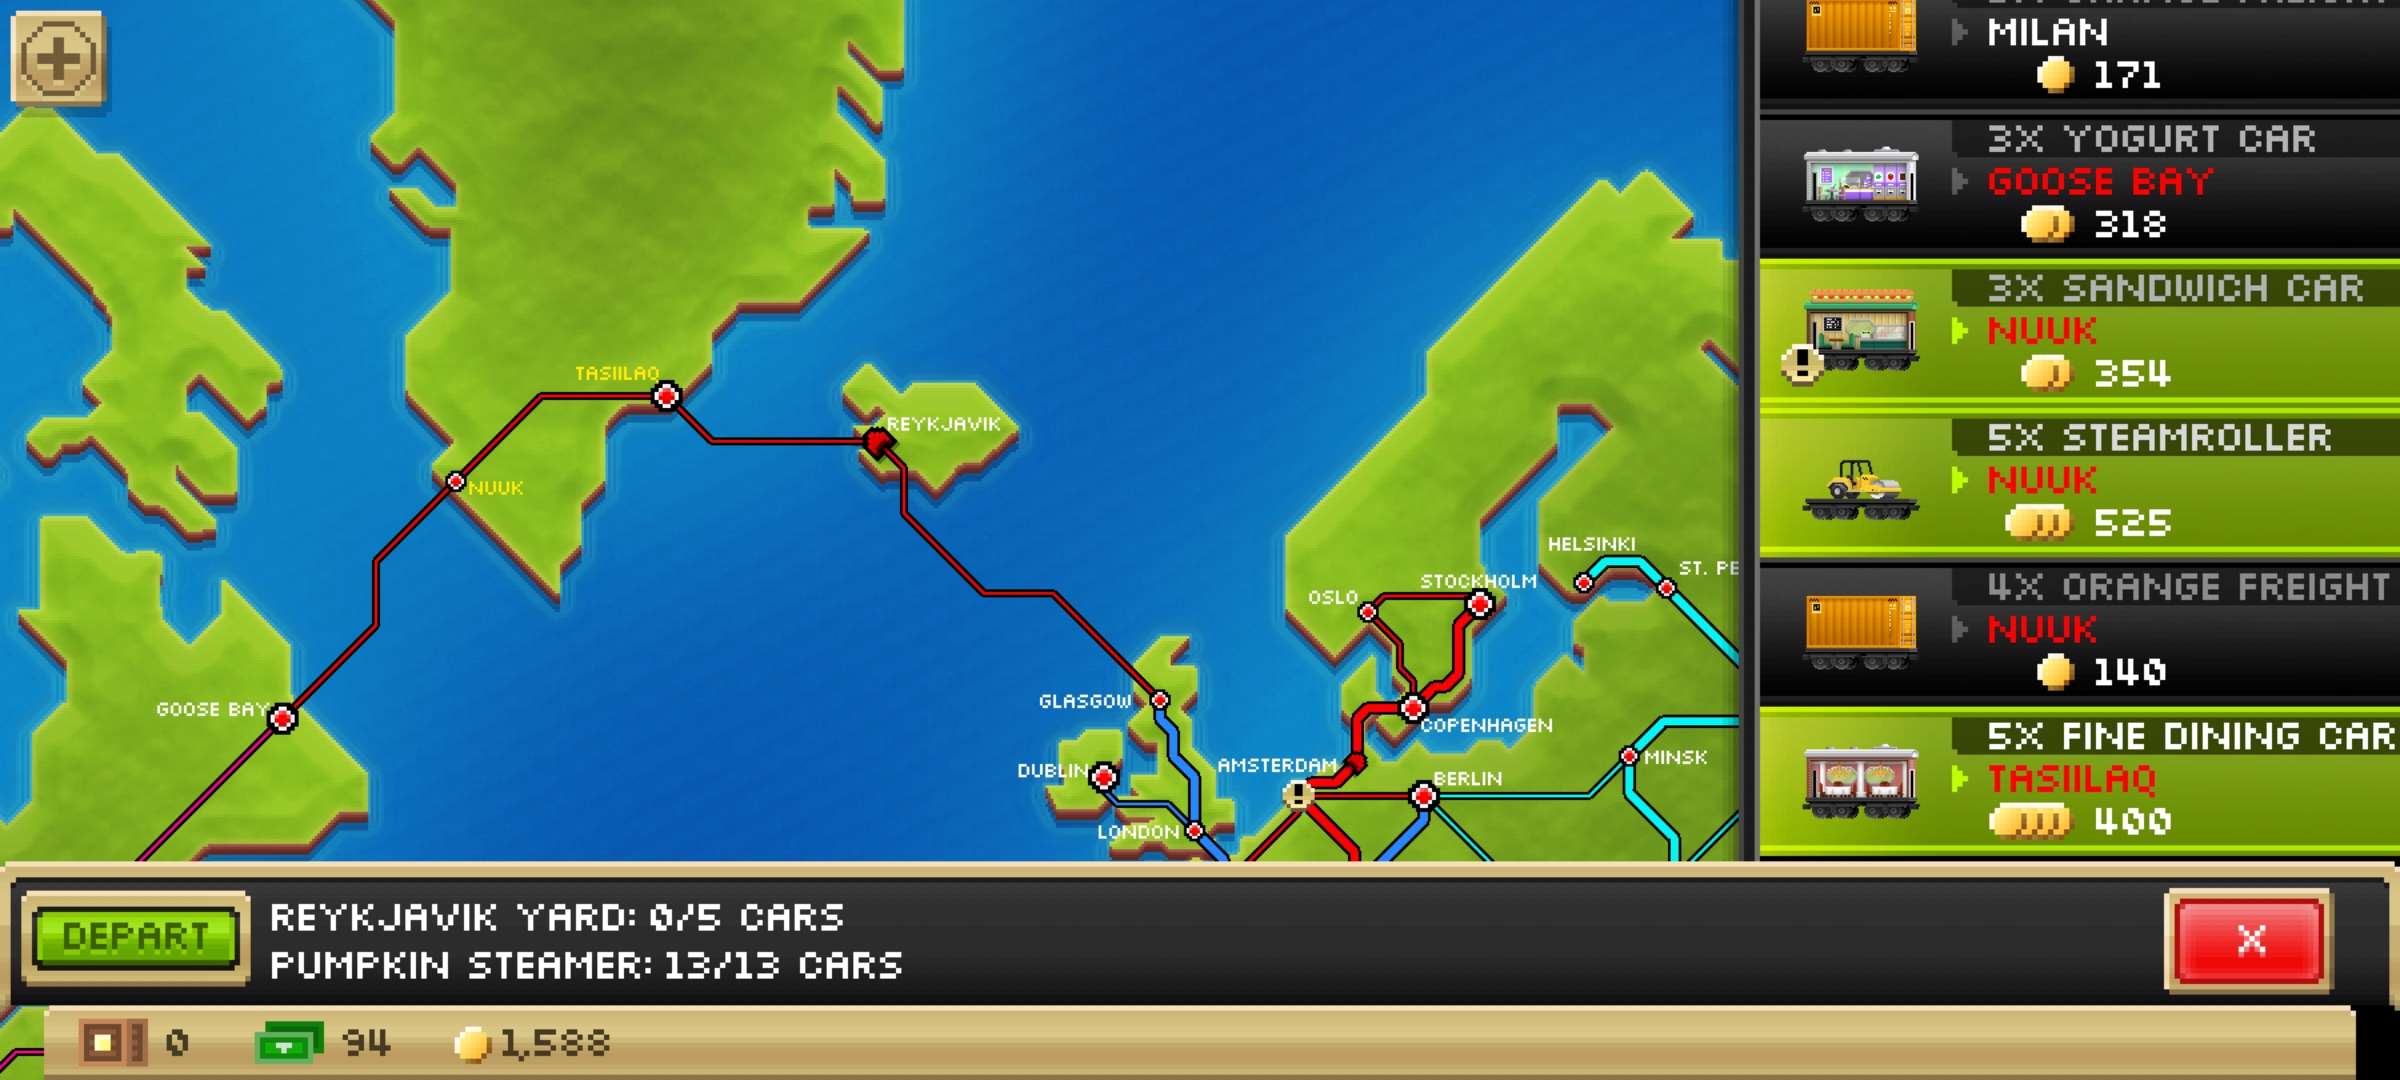 MILAN
171
3X YOGURT CAR
GOOSE BAY
318
3X SANDWICH CAR
NUUK
354
5X STEAMROLLER
NUUK
525
4X ORANGE FREIGHT
NUUK
140
5X FINE DINING CAR
TASIILAQ
400
TASIILAQ
REYKJAVIK
NUUK
HELSINKI
ST. PE
STOCKHOLM
OSLO
GLASGOW
GOOSE BAY
COPENHAGEN
DUBLIN
AMSTERDAM
BERLIN
MINSK
LONDON
DEPART
REYKJAVIK YARD: 0/5 CARS
PUMPKIN STEAMER: 13/13 CARS
X
0
94
1,588